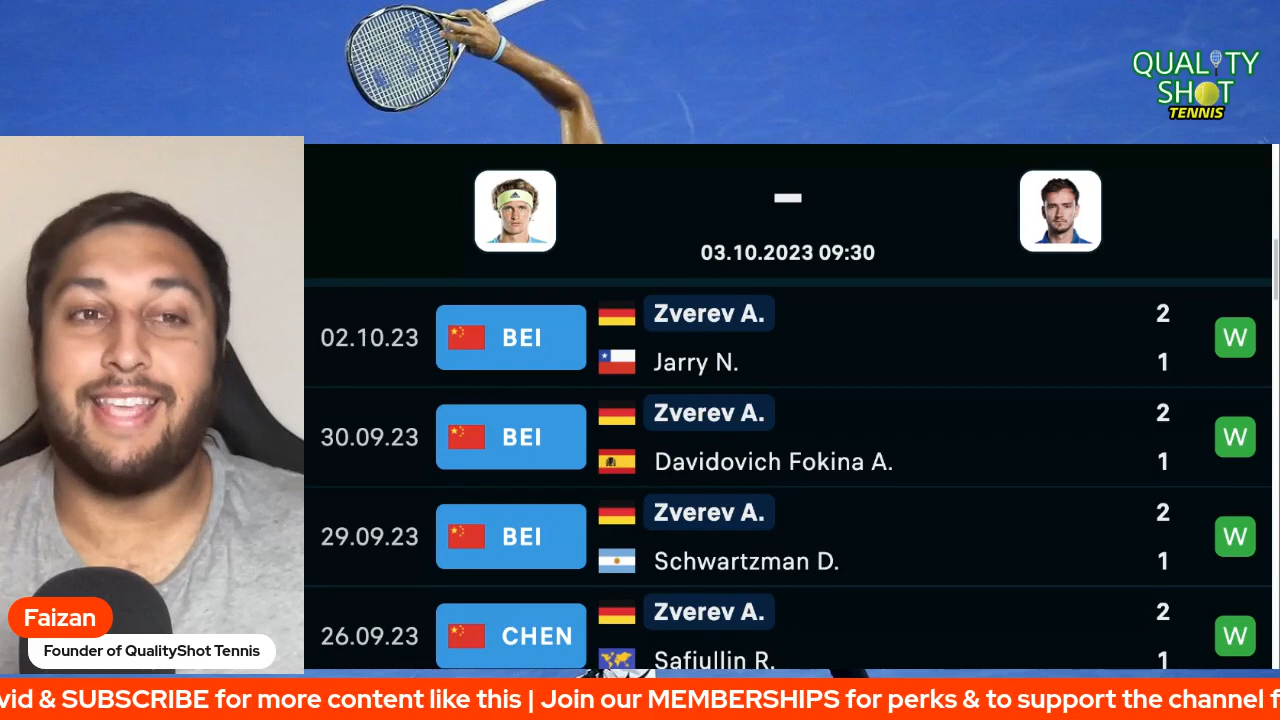 QUALITY
SHOT
TENNIS
03.10.2023 09:30
02.10.23 BEI Zverev A. 2 W
Jarry N. 1
30.09.23 BEI Zverev A. 2 W
Davidovich Fokina A. 1
29.09.23 BEI Zverev A. 2 W
Schwartzman D. 1
26.09.23 CHEN Zverev A. 2 W
Safiullin R. 1
Faizan
Founder of QualityShot Tennis
vid & SUBSCRIBE for more content like this | Join our MEMBERSHIPS for perks & to support the channel f